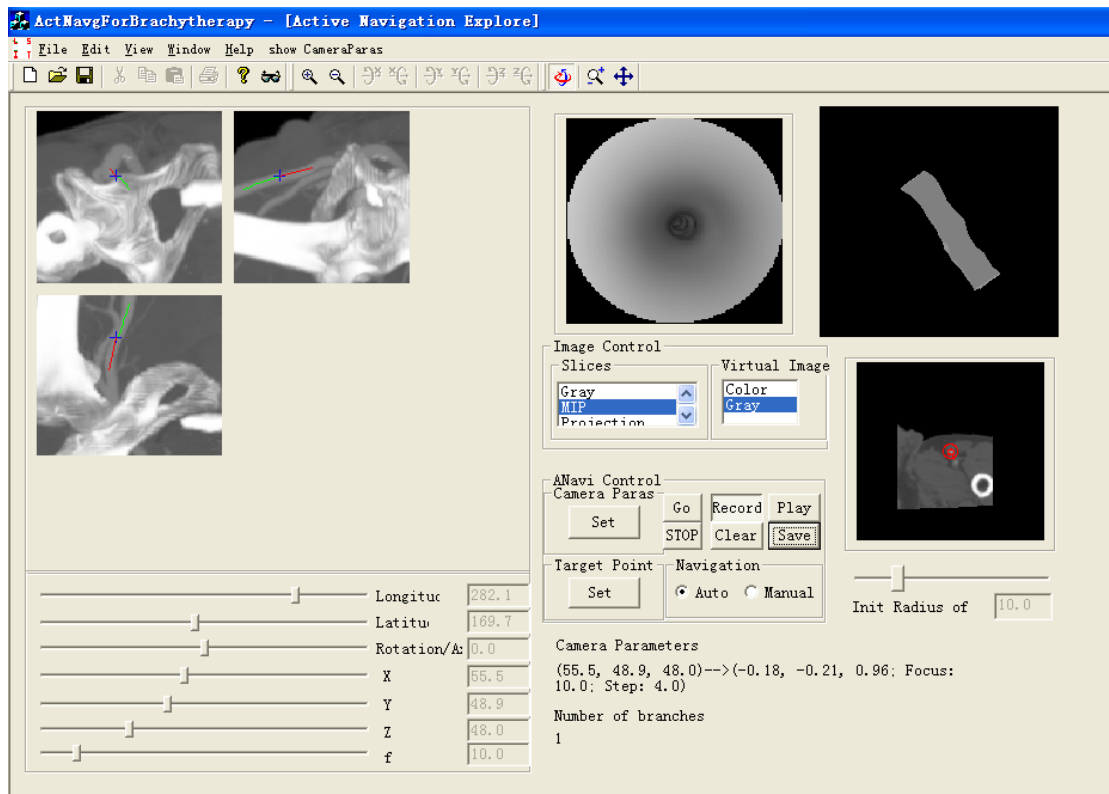 ActNavgForBrachytherapy - [Active Navigation Explore]
File Edit View Window Help show CameraParas
Image Control
Slices
Virtual Image
Gray
MIP
Projection
Color
Gray
ANavi Control
Camera Paras
Set
Go Record Play
STOP Clear Save
Target Point
Set
Navigation
Auto Manual
Init Radius of 10.0
Longituc 282.1
Latitu 169.7
Rotation/A: 0.0
X 55.5
Y 48.9
Z 48.0
f 10.0
Camera Parameters
(55.5, 48.9, 48.0)-->(-0.18, -0.21, 0.96; Focus:
10.0; Step: 4.0)
Number of branches
1